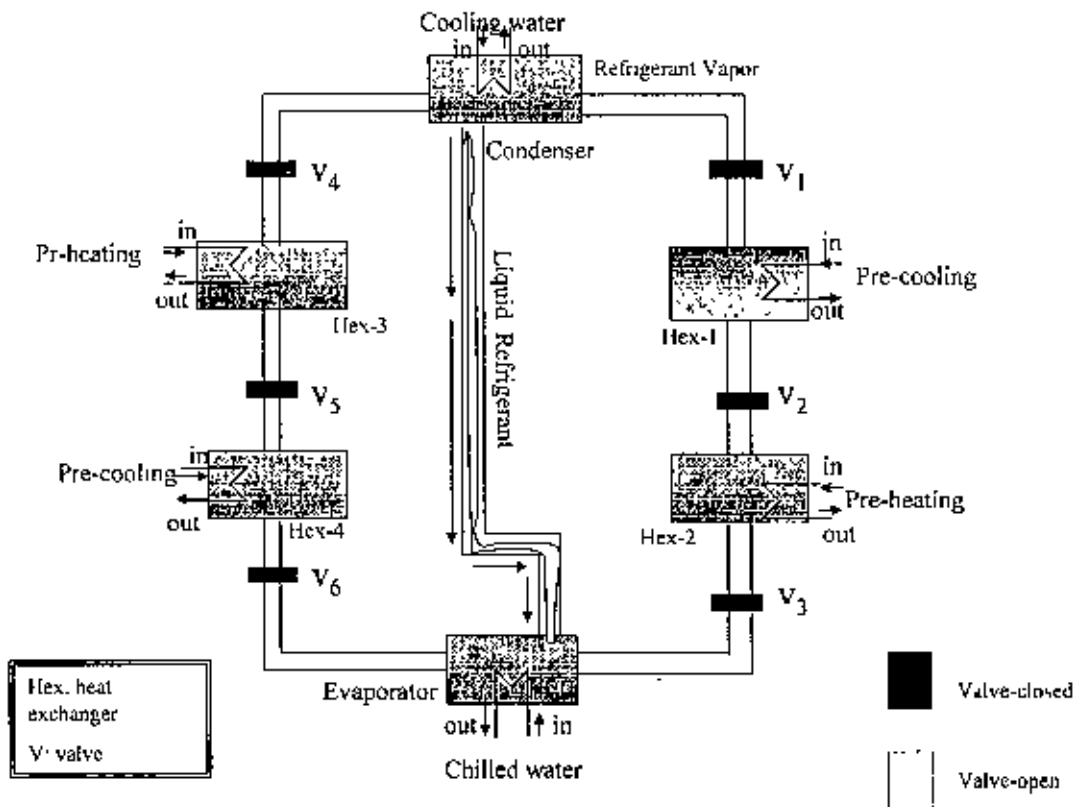 Cooling water
in out
Refrigerant Vapor
Condenser
V4
V1
in
Pr-heating
out
Hex-3
in
Pre-cooling
out
Hex-1
Liquid Refrigerant
V5
V2
in
Pre-cooling
out
Hex-4
in
Pre-heating
out
Hex-2
V6
V3
Evaporator
out in
Chilled water
Hex. heat
exchanger
V: valve
Valve-closed
Valve-open